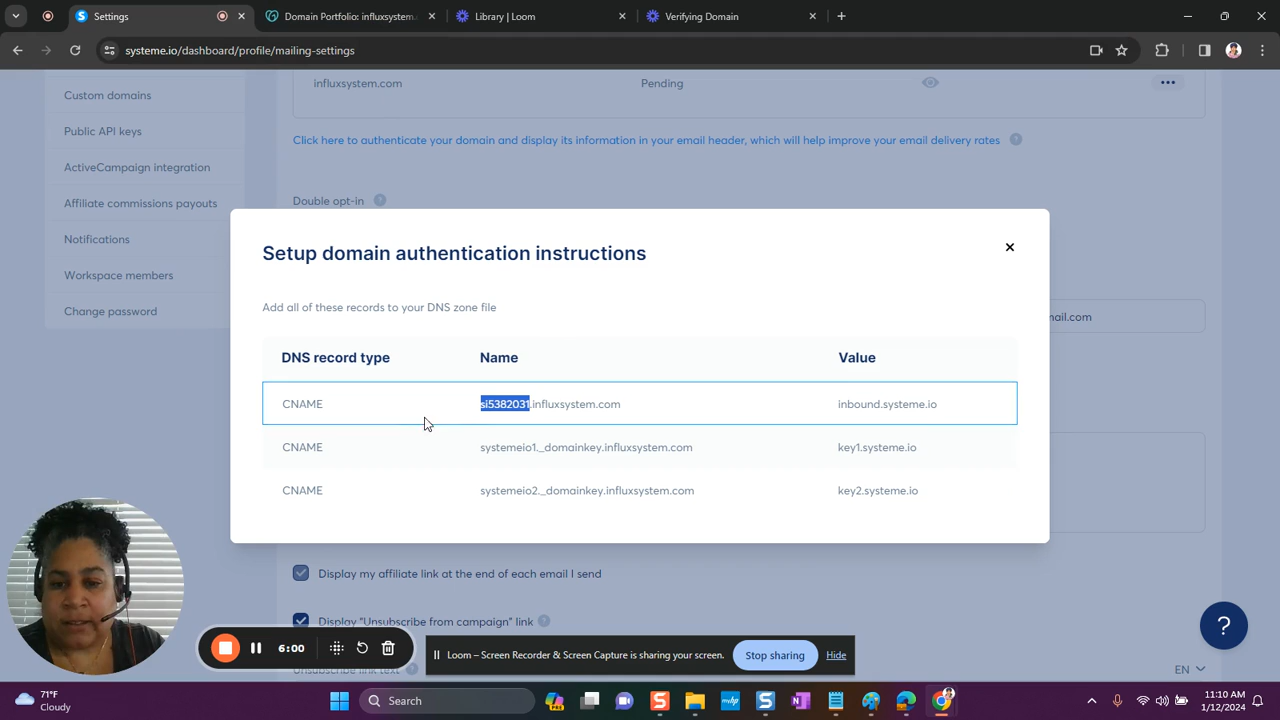 Settings
Domain Portfolio: influxsystem.
Library | Loom
Verifying Domain
systeme.io/dashboard/profile/mailing-settings
Custom domains
Public API keys
ActiveCampaign integration
Affiliate commissions payouts
Notifications
Workspace members
Change password
influxsystem.com
Pending
Click here to authenticate your domain and display its information in your email header, which will help improve your email delivery rates
?
Double opt-in
?
nail.com
Setup domain authentication instructions
Add all of these records to your DNS zone file
DNS record type Name Value
CNAME si5382031.influxsystem.com inbound.systeme.io
CNAME systemeio1._domainkey.influxsystem.com key1.systeme.io
CNAME systemeio2._domainkey.influxsystem.com key2.systeme.io
Display my affiliate link at the end of each email I send
Display "Unsubscribe from campaign" link
?
Unsubscribe link text
?
EN
?
6:00
Loom – Screen Recorder & Screen Capture is sharing your screen.
Stop sharing
Hide
71°F
Cloudy
Search
11:10 AM
1/12/2024